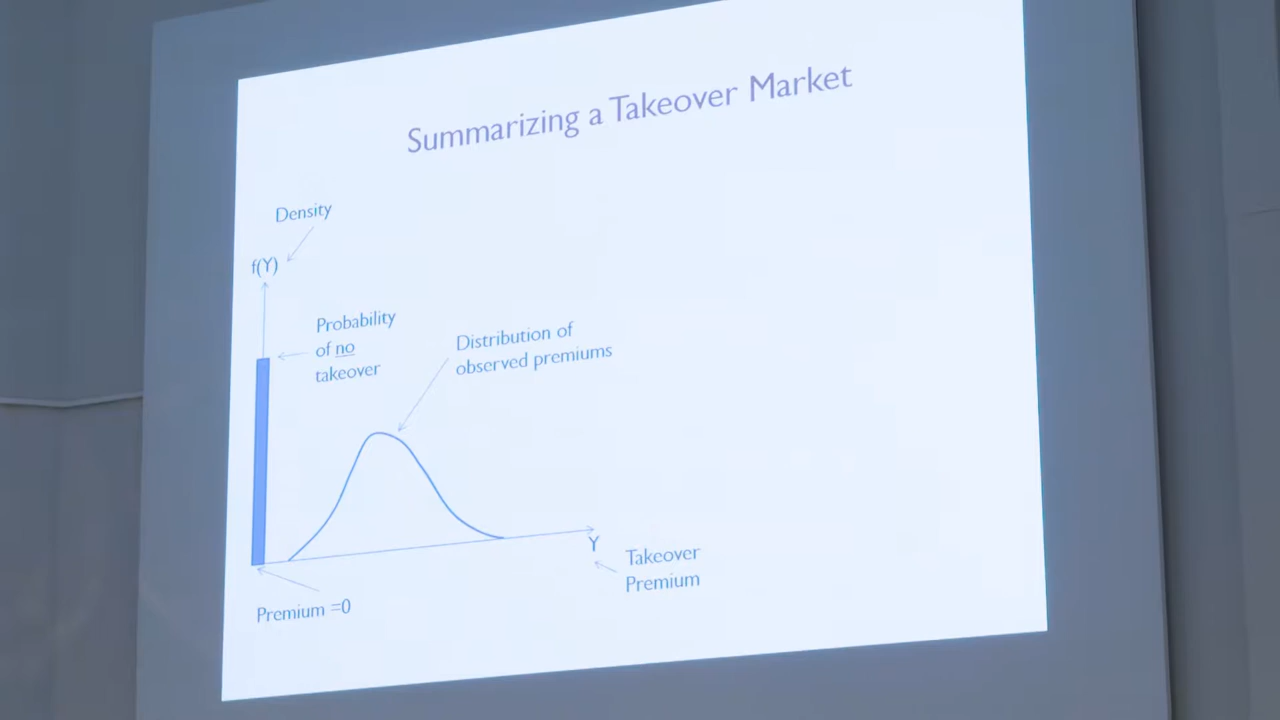 Summarizing a Takeover Market
Density
f(Y)
Probability
of no
takeover
Distribution of
observed premiums
Y
Takeover
Premium
Premium =0